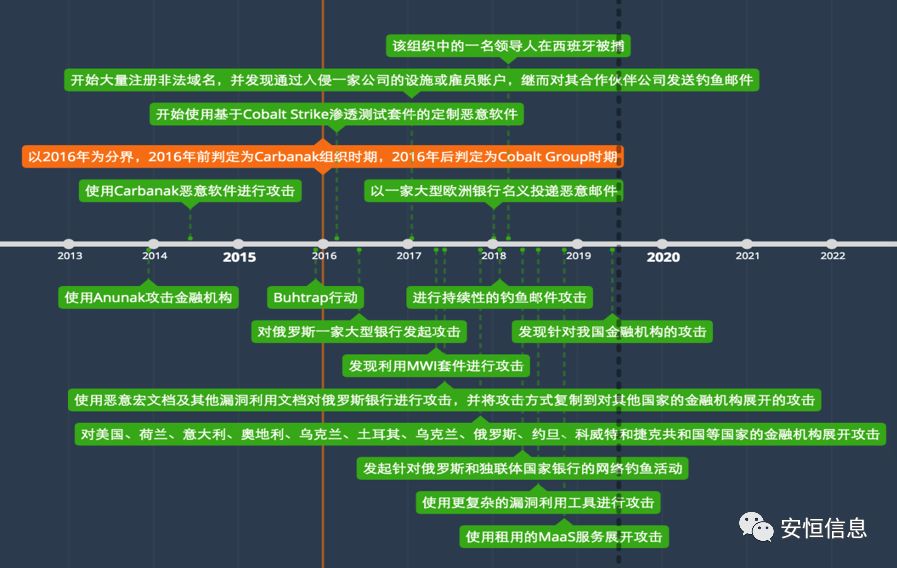 该组织中的一名领导人在西班牙被捕
开始大量注册非法域名，并发现通过入侵一家公司的设施或雇员账户，继而对其合作伙伴公司发送钓鱼邮件
开始使用基于Cobalt Strike渗透测试套件的定制恶意软件
以2016年为分界，2016年前判定为Carbanak组织时期，2016年后判定为Cobalt Group时期
使用Carbanak恶意软件进行攻击
以一家大型欧洲银行名义投递恶意邮件
2013 2014 2015 2016 2017 2018 2019 2020 2021 2022
使用Anunak攻击金融机构
Buhtrap行动
进行持续性的钓鱼邮件攻击
对俄罗斯一家大型银行发起攻击
发现针对我国金融机构的攻击
发现利用MWI套件进行攻击
使用恶意宏文档及其他漏洞利用文档对俄罗斯银行进行攻击，并将攻击方式复制到对其他国家的金融机构展开的攻击
对美国、荷兰、意大利、奥地利、乌克兰、土耳其、乌克兰、俄罗斯、约旦、科威特和捷克共和国等国家的金融机构展开攻击
发起针对俄罗斯和独联体国家银行的网络钓鱼活动
使用更复杂的漏洞利用工具进行攻击
使用租用的MaaS服务展开攻击
安恒信息